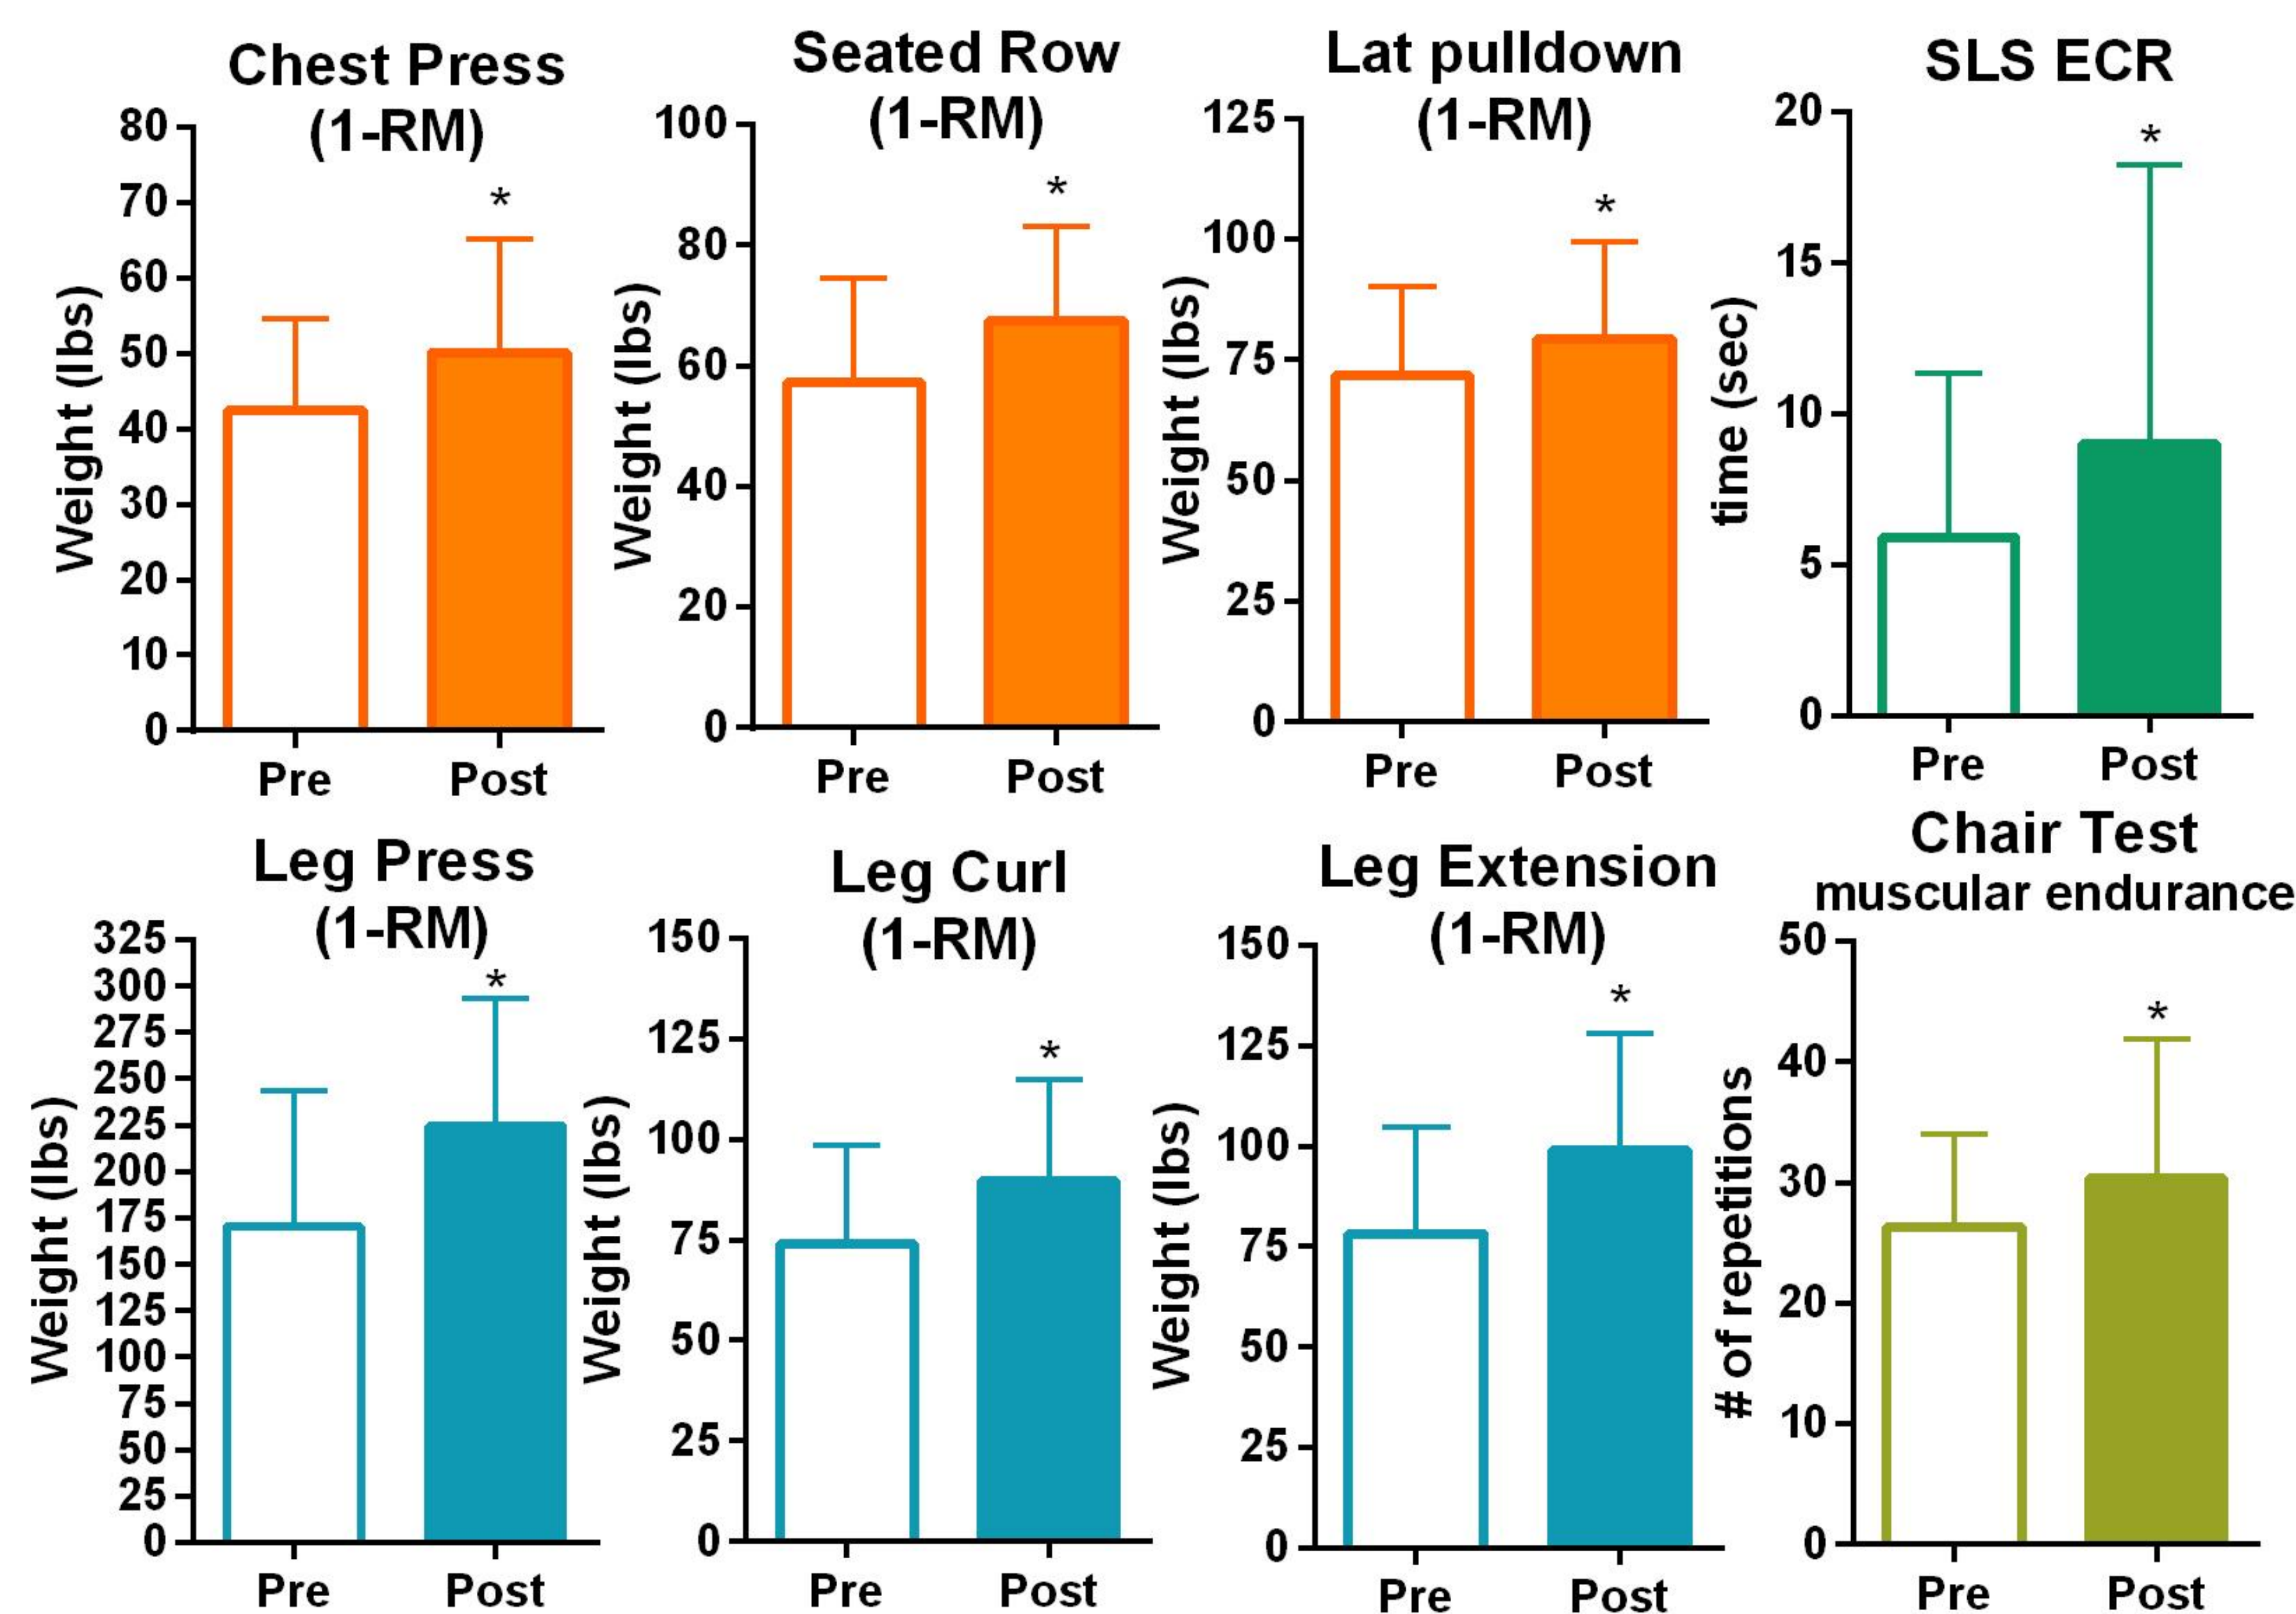 Chest Press
(1-RM)
80
70
60
50
40
30
20
10
0
Weight (lbs)
*
Pre
Post
Seated Row
(1-RM)
100
80
60
40
20
0
Weight (lbs)
*
Pre
Post
Lat pulldown
(1-RM)
125
100
75
50
25
0
Weight (lbs)
*
Pre
Post
SLS ECR
20
15
10
5
0
time (sec)
*
Pre
Post
Leg Press
(1-RM)
325
300
275
250
225
200
175
150
125
100
75
50
25
0
Weight (lbs)
*
Pre
Post
Leg Curl
(1-RM)
150
125
100
75
50
25
0
Weight (lbs)
*
Pre
Post
Leg Extension
(1-RM)
150
125
100
75
50
25
0
Weight (lbs)
*
Pre
Post
Chair Test
muscular endurance
50
40
30
20
10
0
# of repetitions
*
Pre
Post